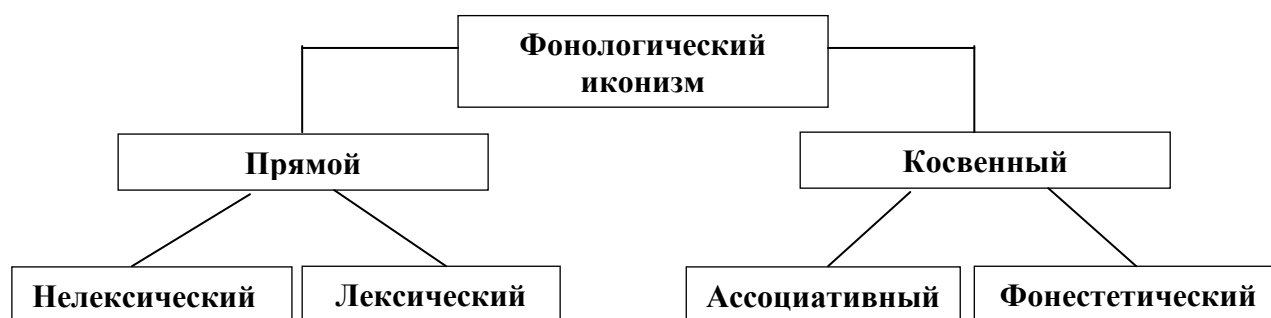 Фонологический
иконизм
Прямой
Косвенный
Нелексический
Лексический
Ассоциативный
Фонестетический